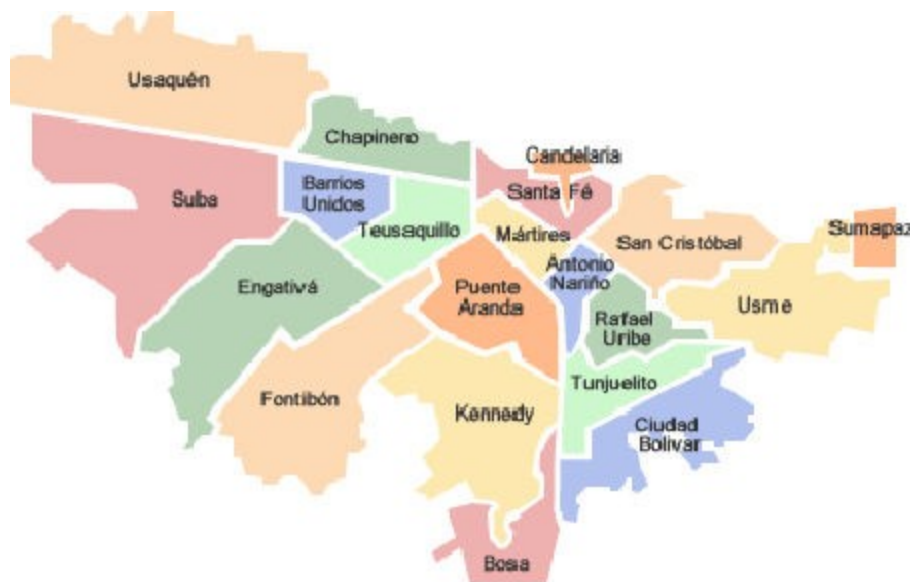 Usaquén
Chapinero
Candelaria
Suba
Barrios
Unidos
Santa Fé
Teusaquillo
Mártires
San Cristóbal
Sumapaz
Engativá
Puente
Aranda
Antonio
Nariño
Usme
Rafael
Uribe
Fontibón
Kennedy
Tunjuelito
Ciudad
Bolivar
Bosa